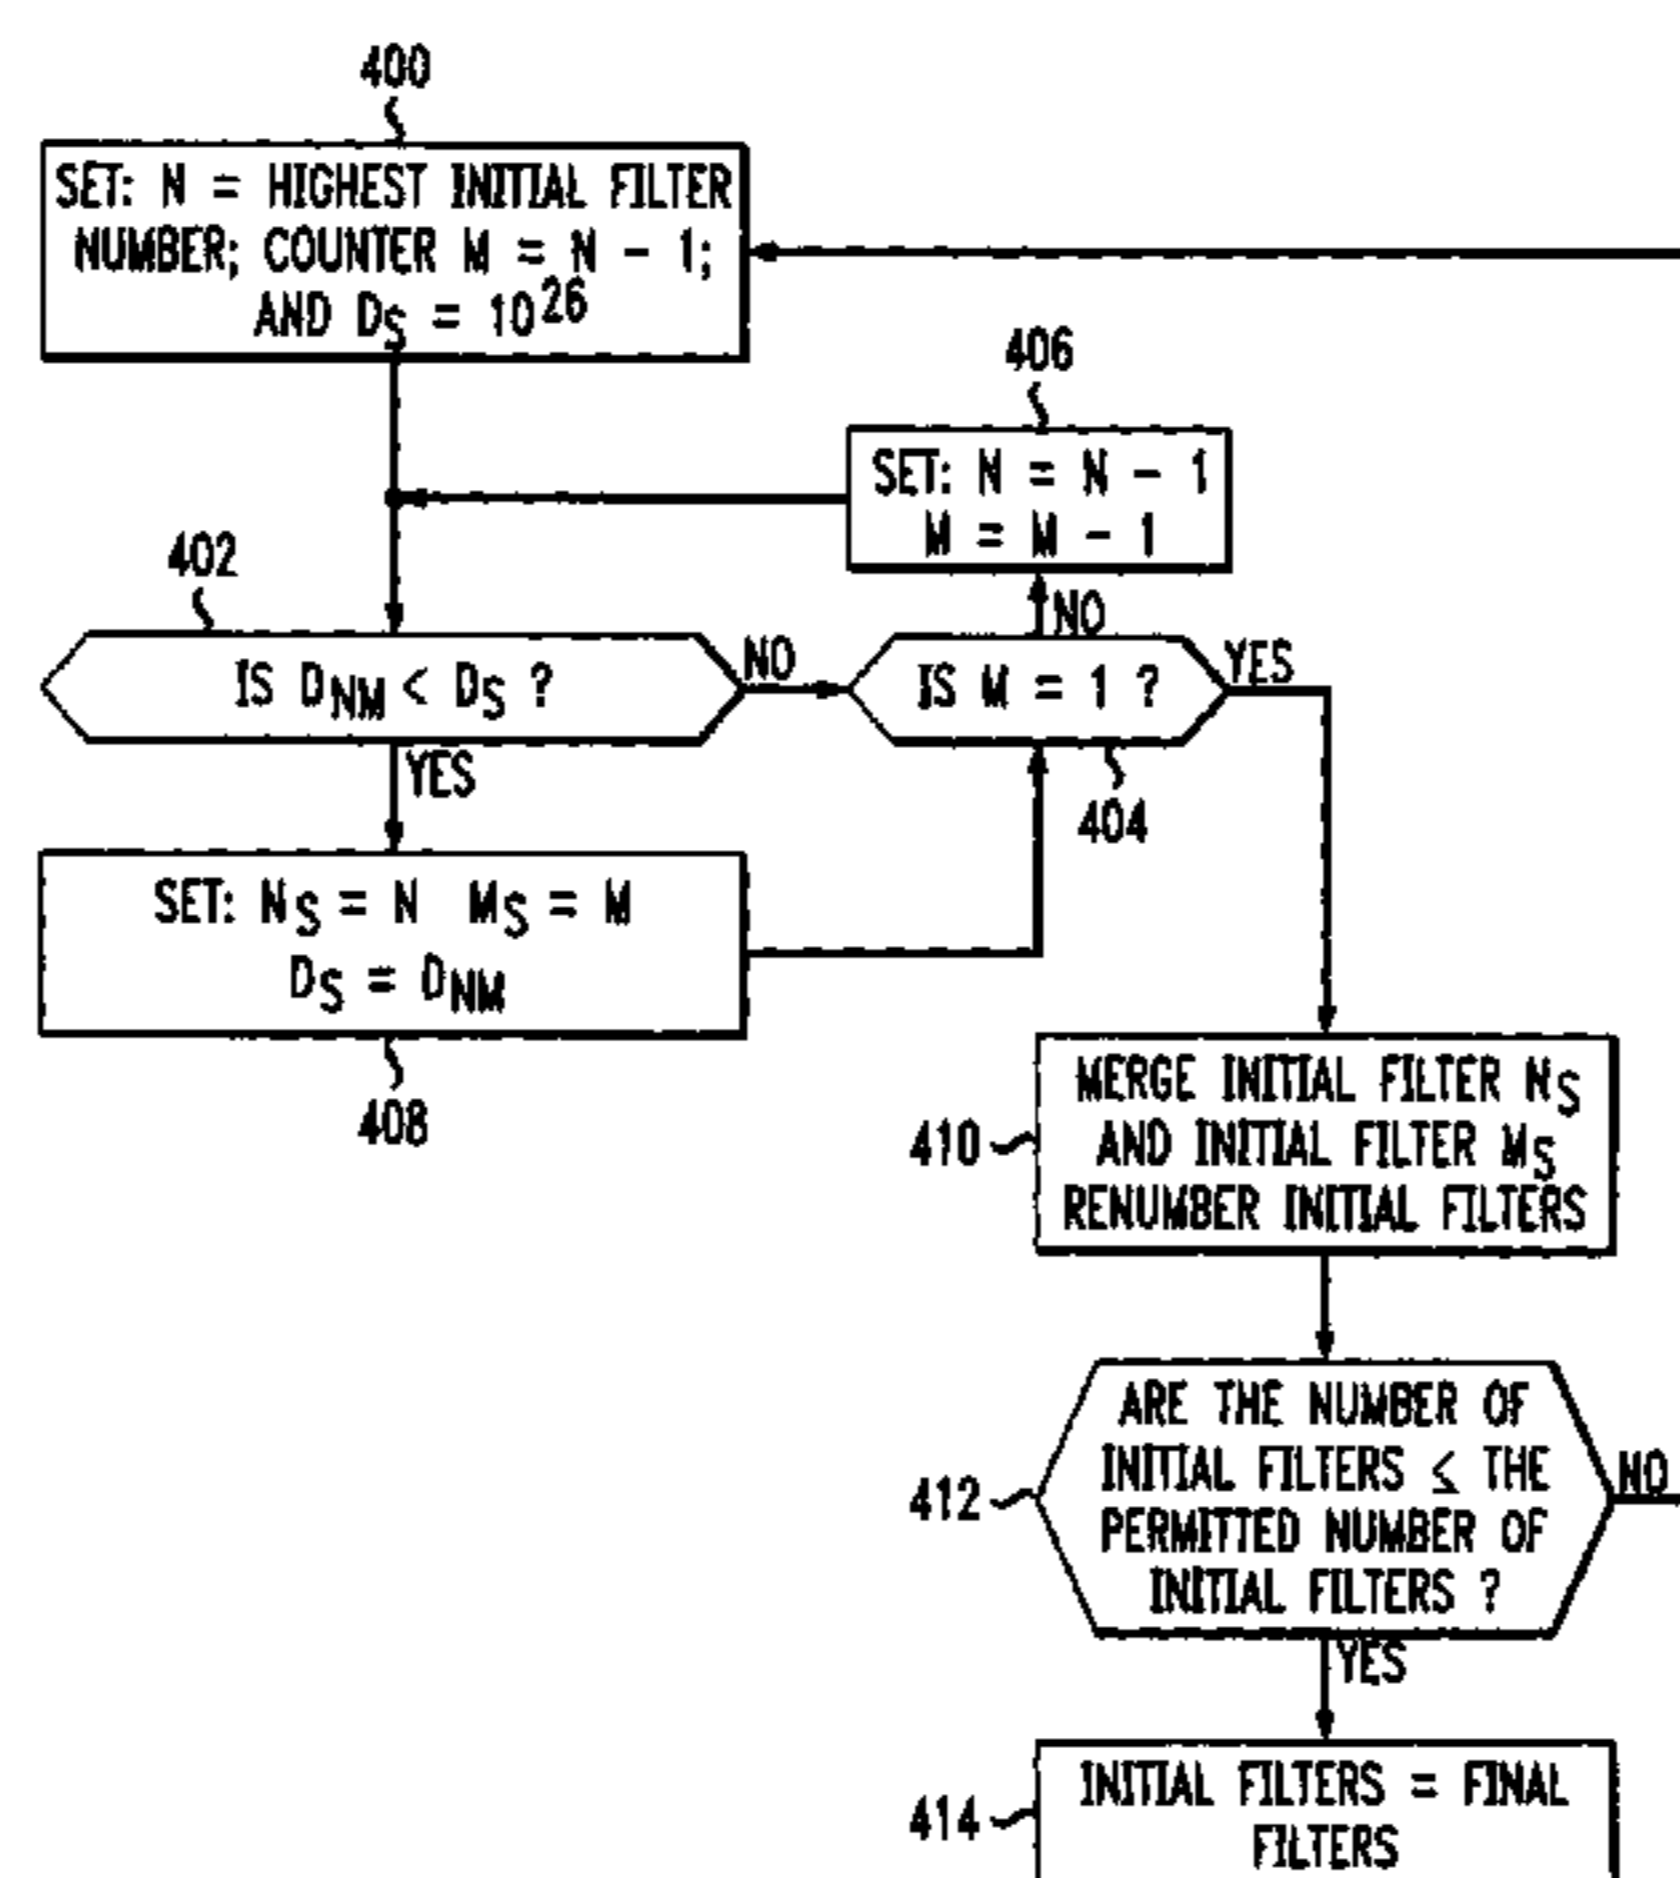 400
SET: N = HIGHEST INITIAL FILTER
NUMBER; COUNTER M = N - 1;
AND DS = 10^26
406
SET: N = N - 1
M = M - 1
402
NO
IS DNM < DS ?
NO
IS M = 1 ?
YES
YES
404
SET: NS = N MS = M
DS = DNM
408
MERGE INITIAL FILTER NS
410
AND INITIAL FILTER MS
RENUMBER INITIAL FILTERS
ARE THE NUMBER OF
INITIAL FILTERS ≤ THE
412
NO
PERMITTED NUMBER OF
INITIAL FILTERS ?
YES
INITIAL FILTERS = FINAL
414
FILTERS